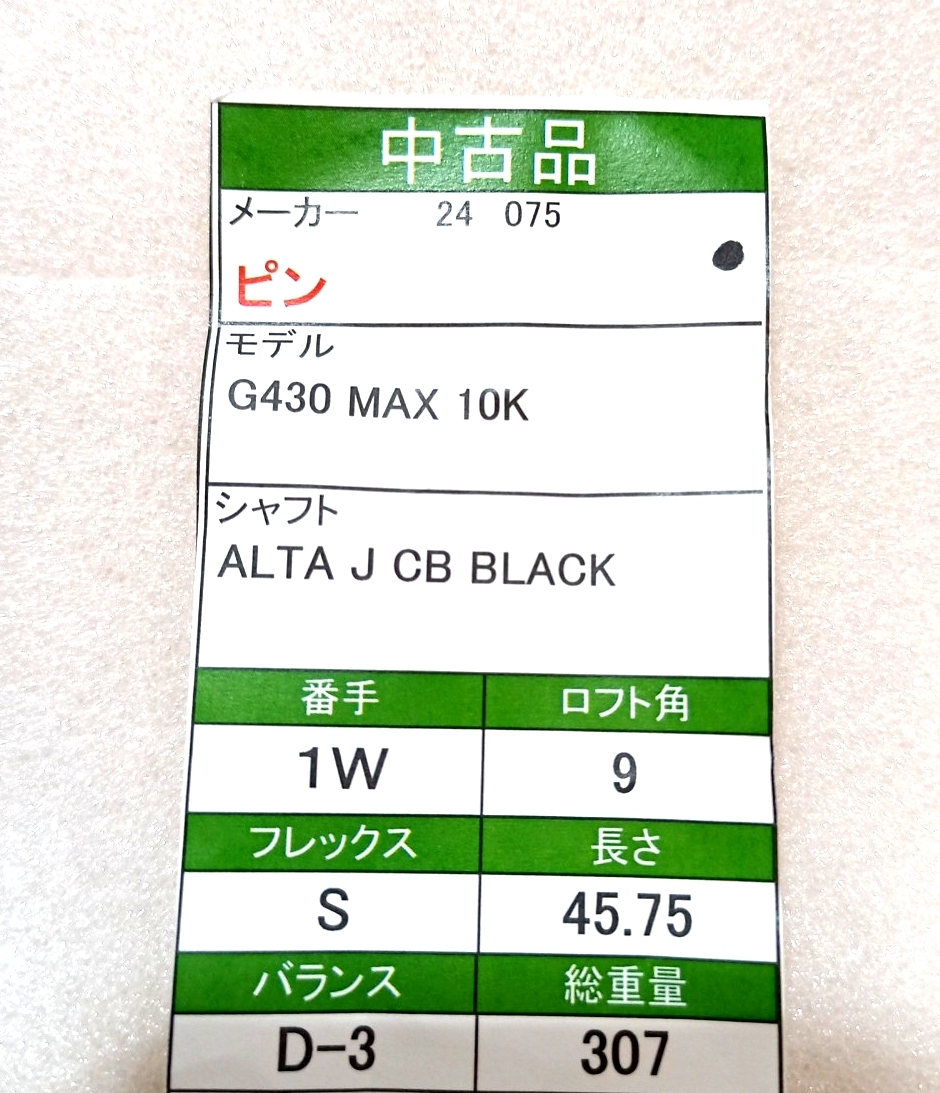 中古品
メーカー 24 075
ピン
モデル
G430 MAX 10K
シャフト
ALTA J CB BLACK
番手 ロフト角
1W 9
フレックス 長さ
S 45.75
バランス 総重量
D-3 307